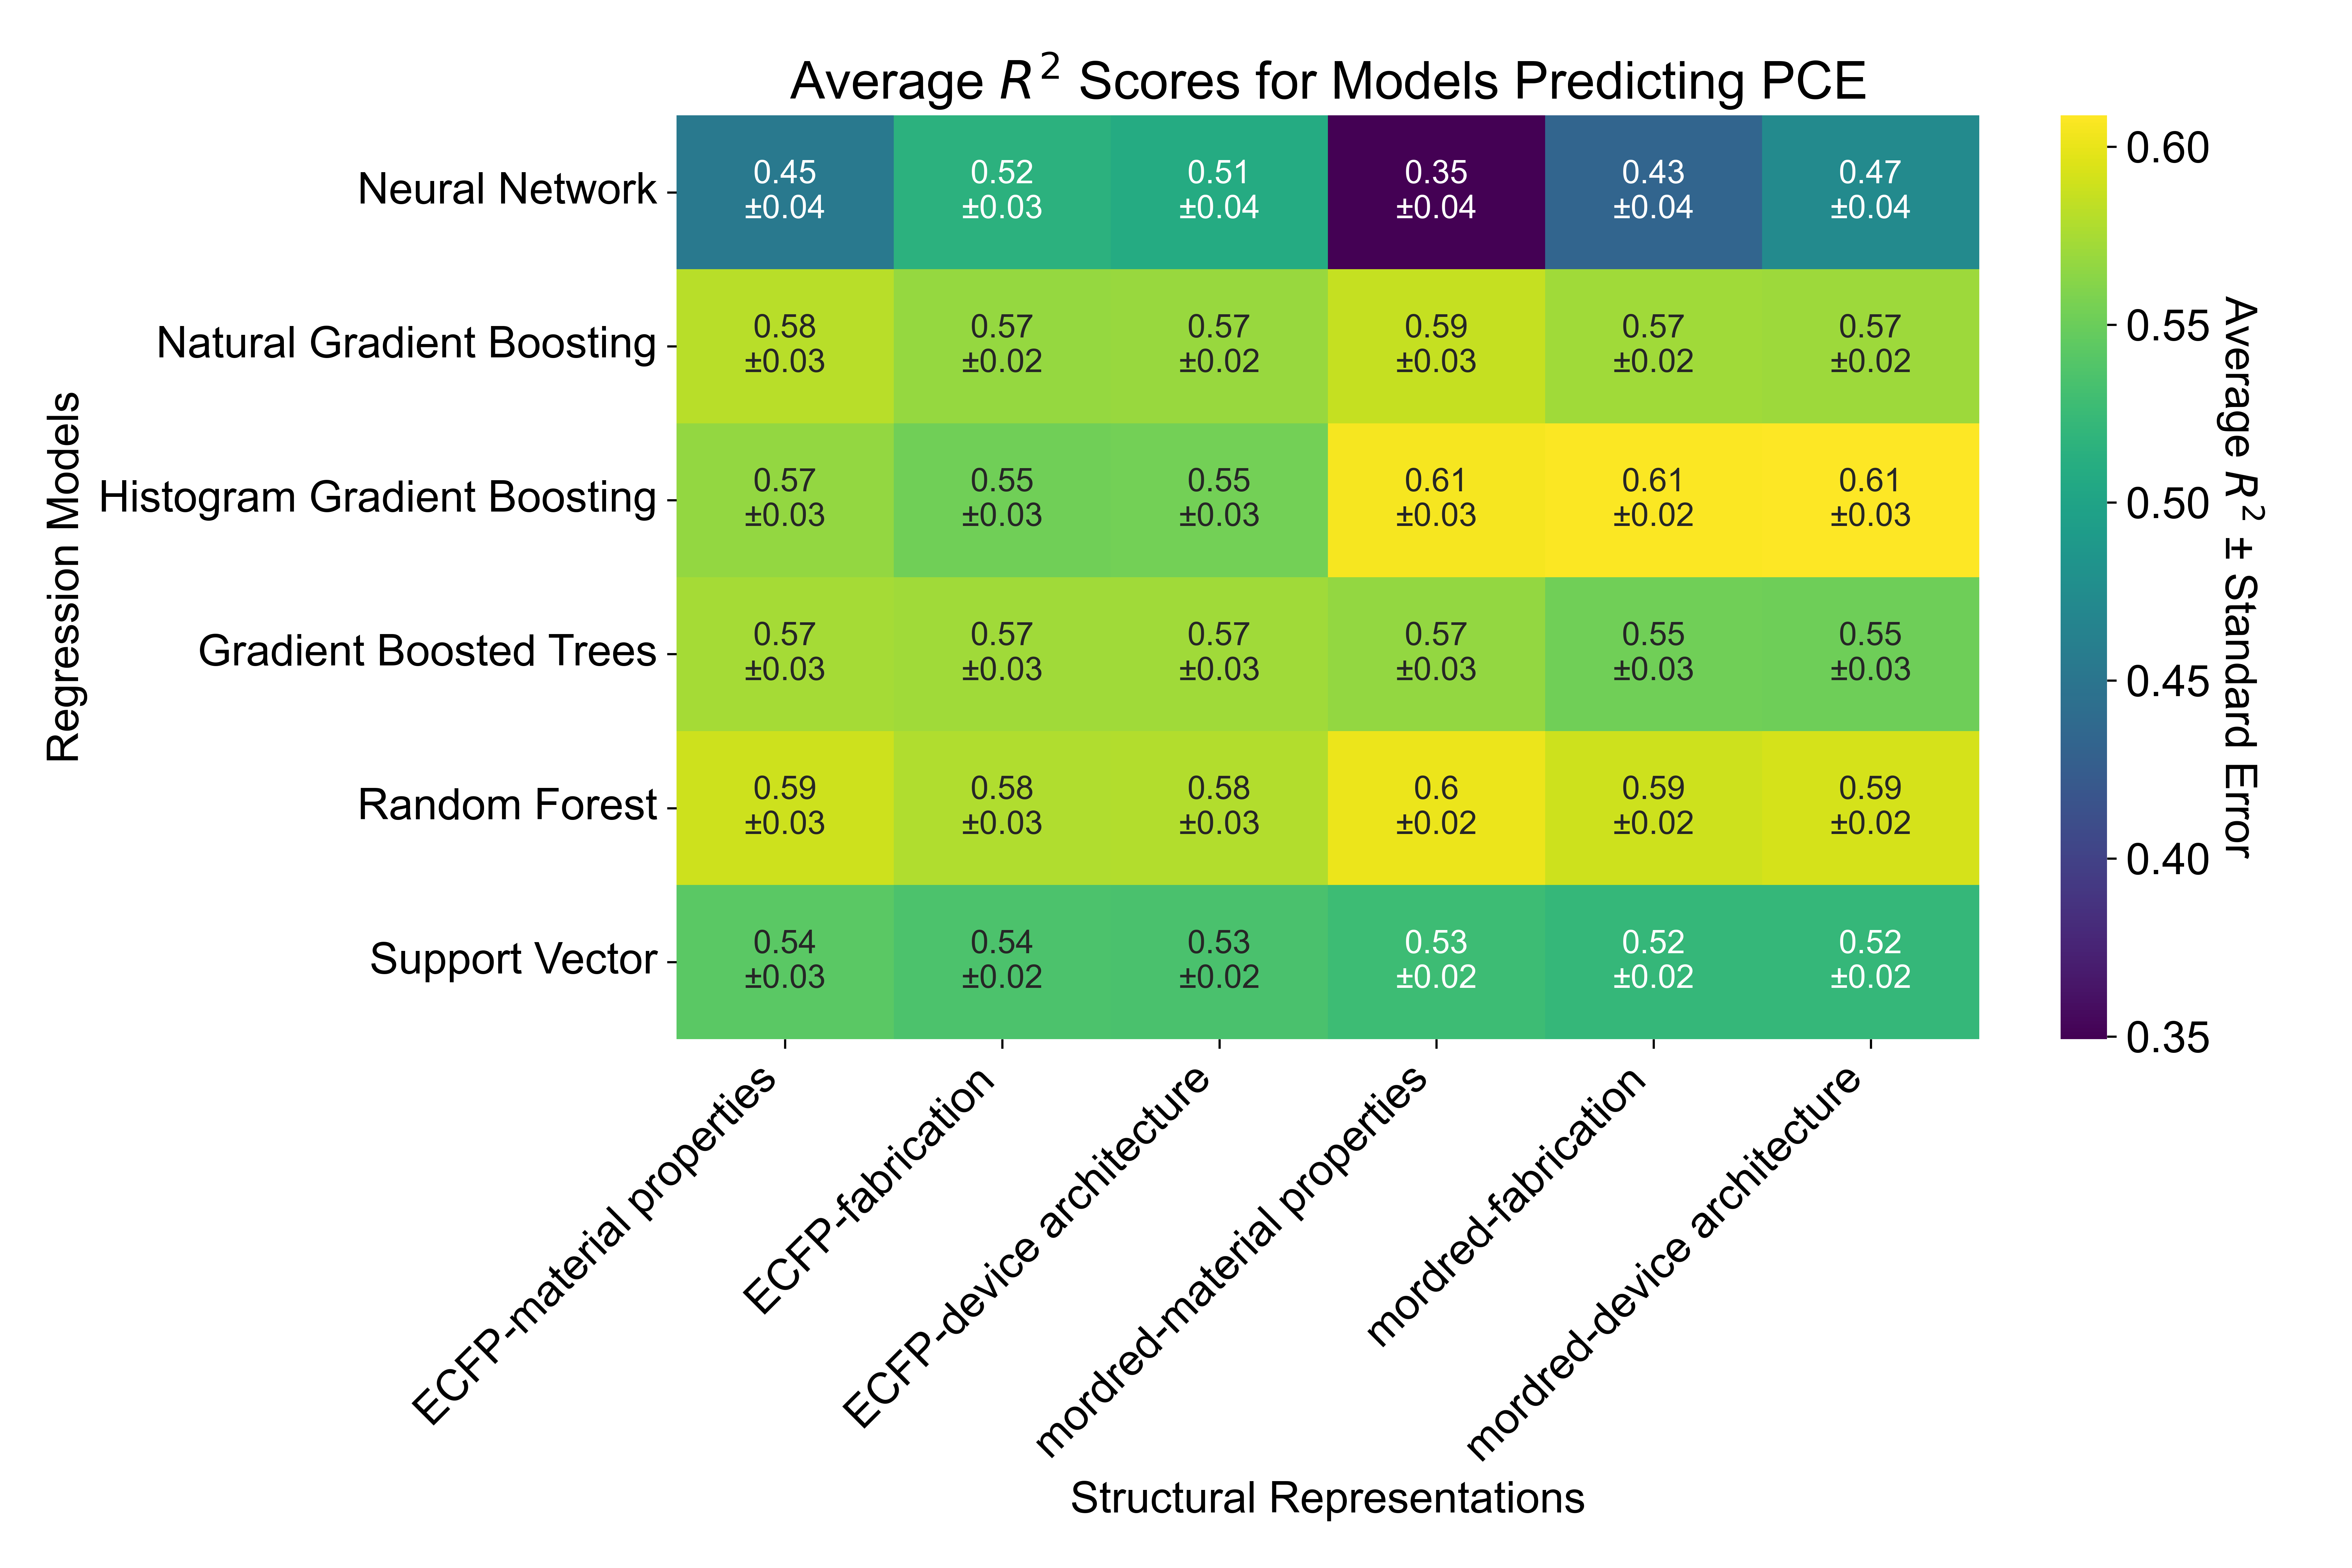 Average R² Scores for Models Predicting PCE
Regression Models
Neural Network
0.45 ±0.04 0.52 ±0.03 0.51 ±0.04 0.35 ±0.04 0.43 ±0.04 0.47 ±0.04
Natural Gradient Boosting
0.58 ±0.03 0.57 ±0.02 0.57 ±0.02 0.59 ±0.03 0.57 ±0.02 0.57 ±0.02
Histogram Gradient Boosting
0.57 ±0.03 0.55 ±0.03 0.55 ±0.03 0.61 ±0.03 0.61 ±0.02 0.61 ±0.03
Gradient Boosted Trees
0.57 ±0.03 0.57 ±0.03 0.57 ±0.03 0.57 ±0.03 0.55 ±0.03 0.55 ±0.03
Random Forest
0.59 ±0.03 0.58 ±0.03 0.58 ±0.03 0.6 ±0.02 0.59 ±0.02 0.59 ±0.02
Support Vector
0.54 ±0.03 0.54 ±0.02 0.53 ±0.02 0.53 ±0.02 0.52 ±0.02 0.52 ±0.02
ECFP-material properties
ECFP-fabrication
ECFP-device architecture
mordred-material properties
mordred-fabrication
mordred-device architecture
Structural Representations
0.60
0.55
0.50
0.45
0.40
0.35
Average R² ± Standard Error